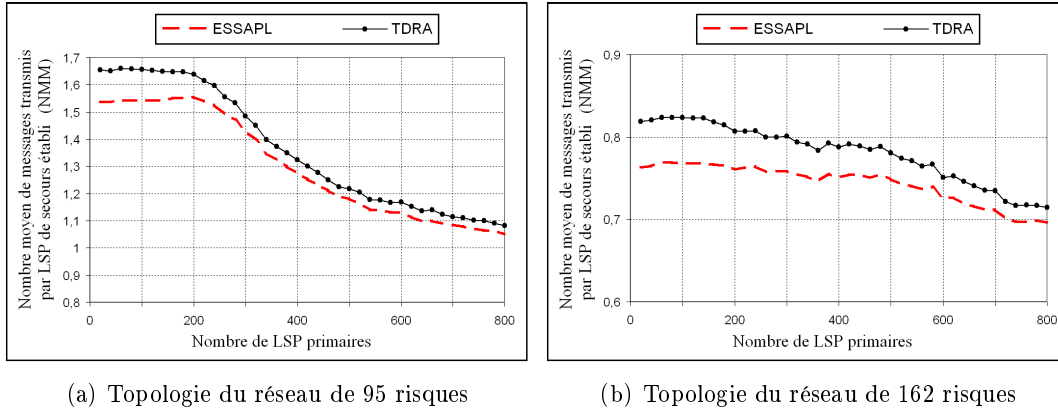 ESSAPL TDRA
Nombre moyen de messages transmis
par LSP de secours établi (NMM)
1,7
1,6
1,5
1,4
1,3
1,2
1,1
1
0,9
0,8
0 200 400 600 800
Nombre de LSP primaires
(a) Topologie du réseau de 95 risques
ESSAPL TDRA
Nombre moyen de messages transmis
par LSP de secours établi (NMM)
0,9
0,8
0,7
0,6
0 200 400 600 800
Nombre de LSP primaires
(b) Topologie du réseau de 162 risques